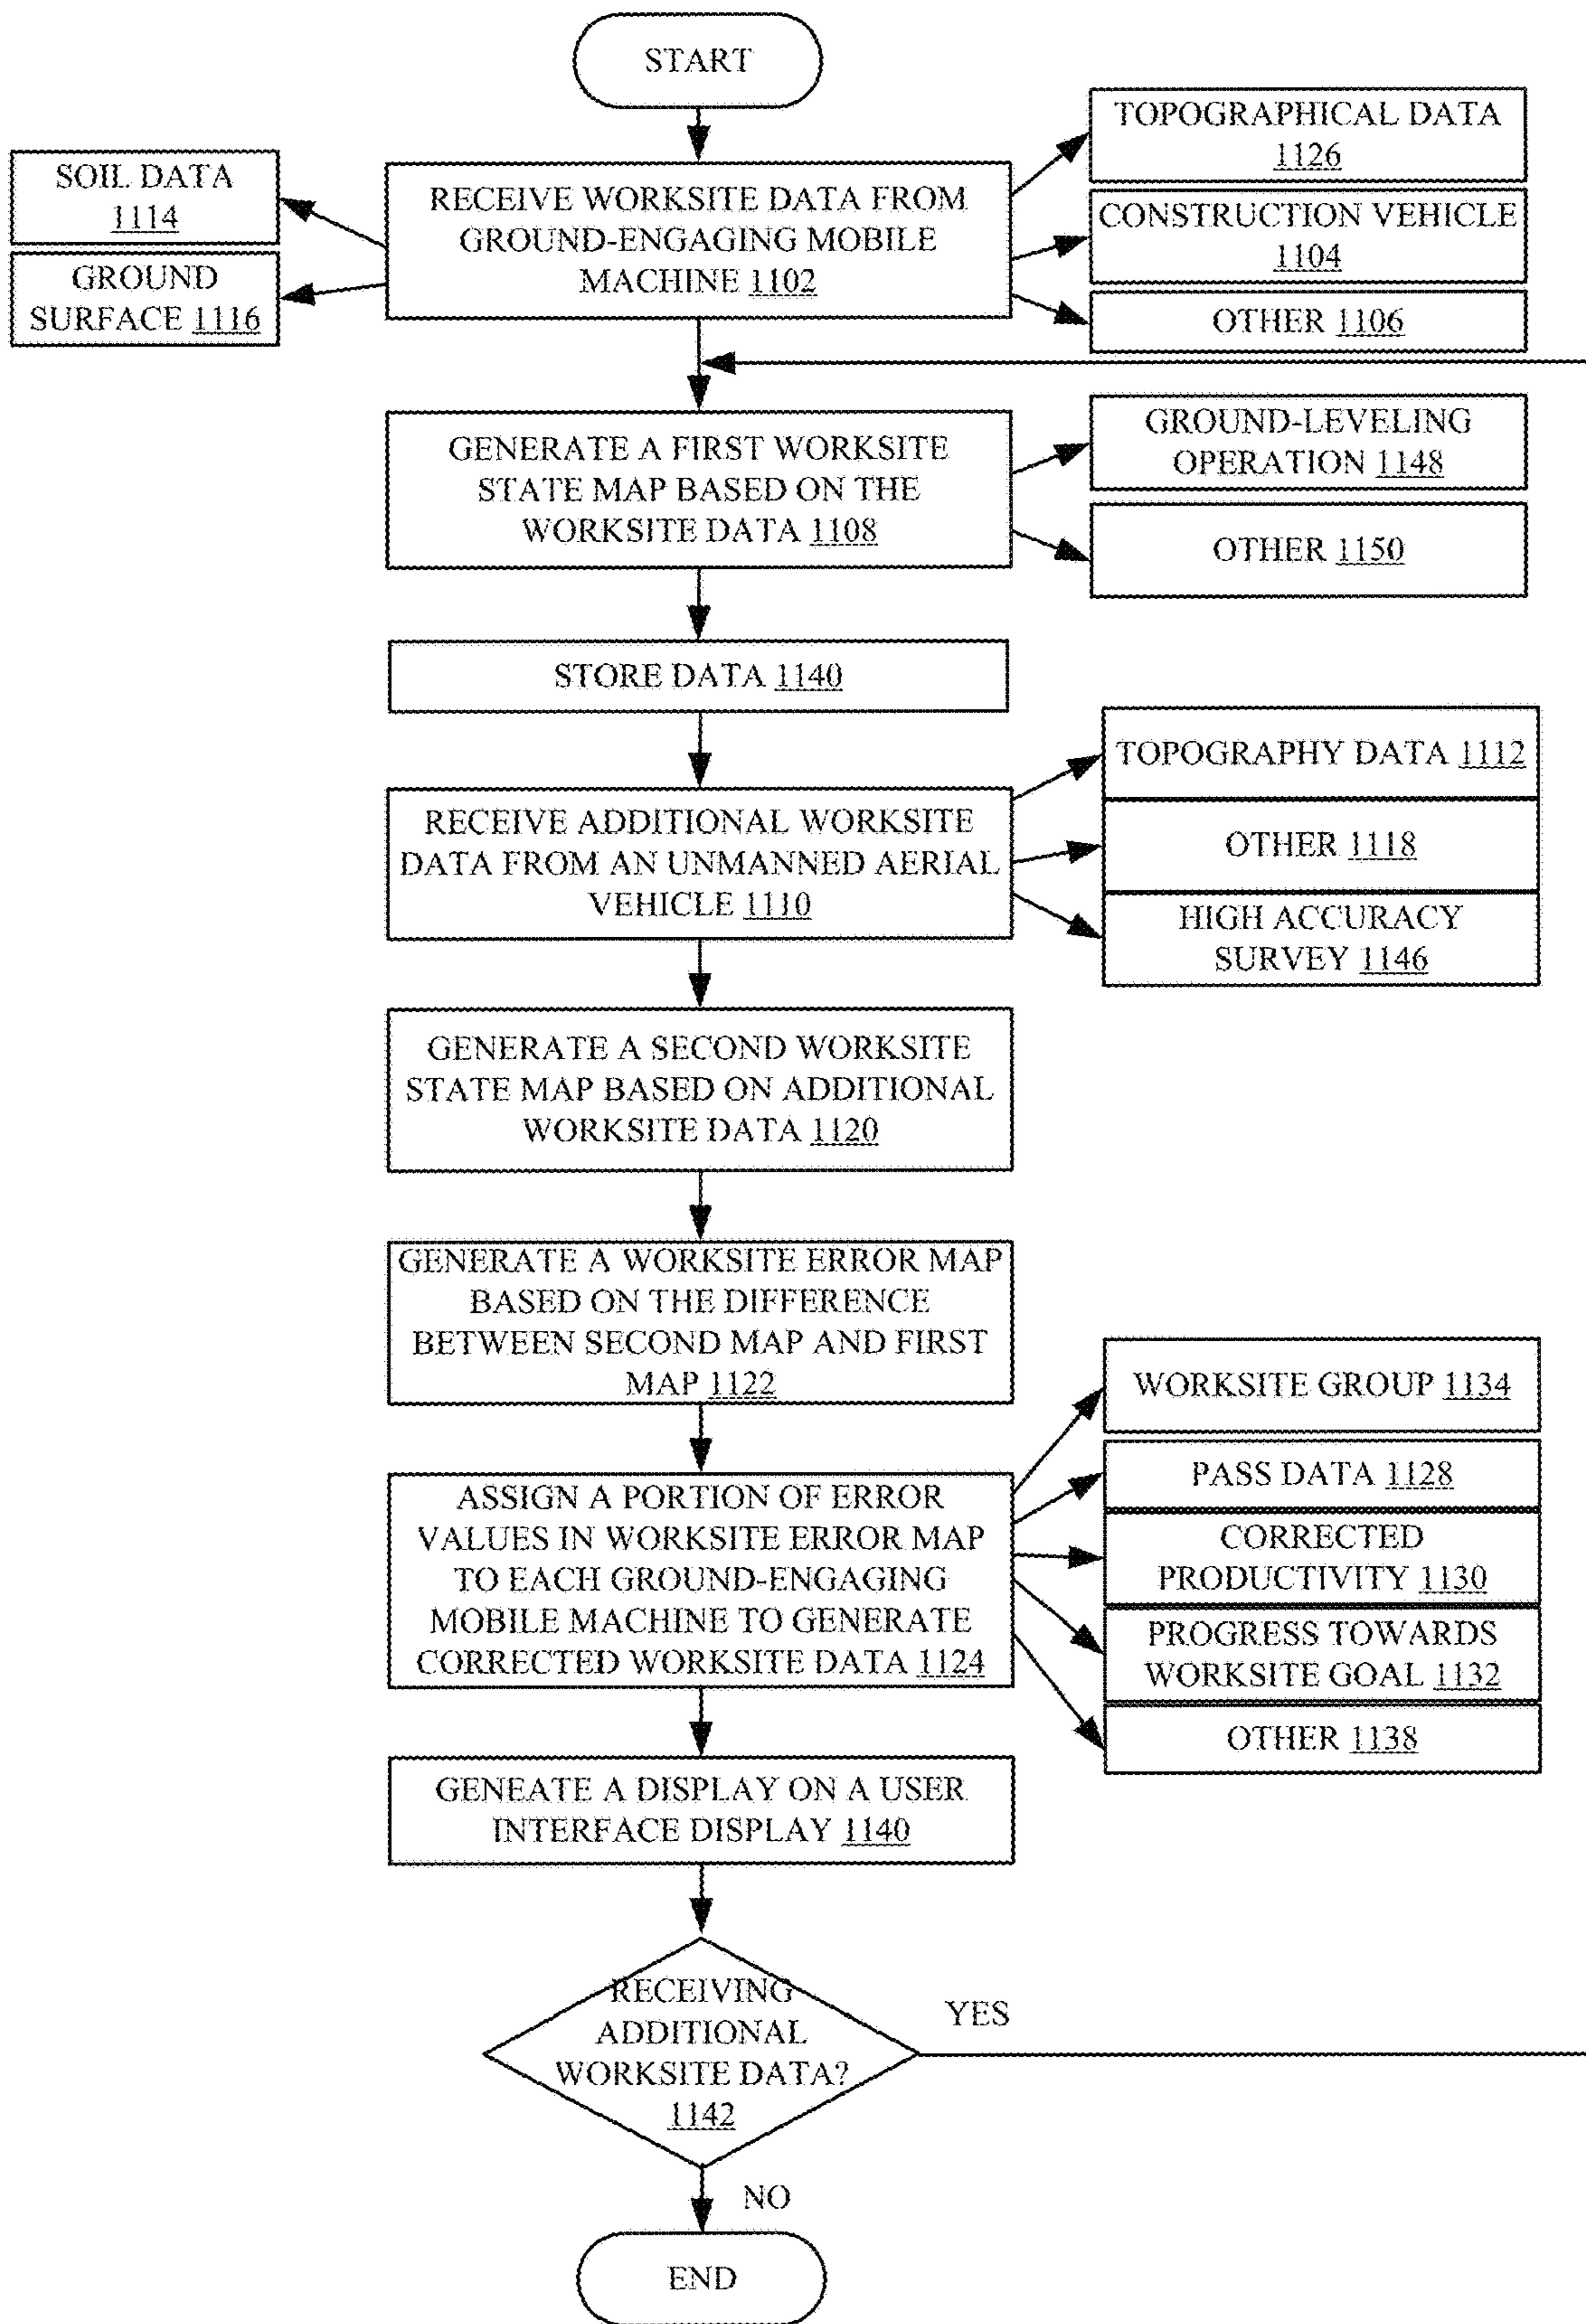 START
TOPOGRAPHICAL DATA
1126
SOIL DATA
1114
RECEIVE WORKSITE DATA FROM
GROUND-ENGAGING MOBILE
MACHINE 1102
CONSTRUCTION VEHICLE
1104
GROUND
SURFACE 1116
OTHER 1106
GENERATE A FIRST WORKSITE
STATE MAP BASED ON THE
WORKSITE DATA 1108
GROUND-LEVELING
OPERATION 1148
OTHER 1150
STORE DATA 1140
RECEIVE ADDITIONAL WORKSITE
DATA FROM AN UNMANNED AERIAL
VEHICLE 1110
TOPOGRAPHY DATA 1112
OTHER 1118
HIGH ACCURACY
SURVEY 1146
GENERATE A SECOND WORKSITE
STATE MAP BASED ON ADDITIONAL
WORKSITE DATA 1120
GENERATE A WORKSITE ERROR MAP
BASED ON THE DIFFERENCE
BETWEEN SECOND MAP AND FIRST
MAP 1122
ASSIGN A PORTION OF ERROR
VALUES IN WORKSITE ERROR MAP
TO EACH GROUND-ENGAGING
MOBILE MACHINE TO GENERATE
CORRECTED WORKSITE DATA 1124
WORKSITE GROUP 1134
PASS DATA 1128
CORRECTED
PRODUCTIVITY 1130
PROGRESS TOWARDS
WORKSITE GOAL 1132
OTHER 1138
GENEATE A DISPLAY ON A USER
INTERFACE DISPLAY 1140
RECEIVING
ADDITIONAL
WORKSITE DATA?
1142
YES
NO
END